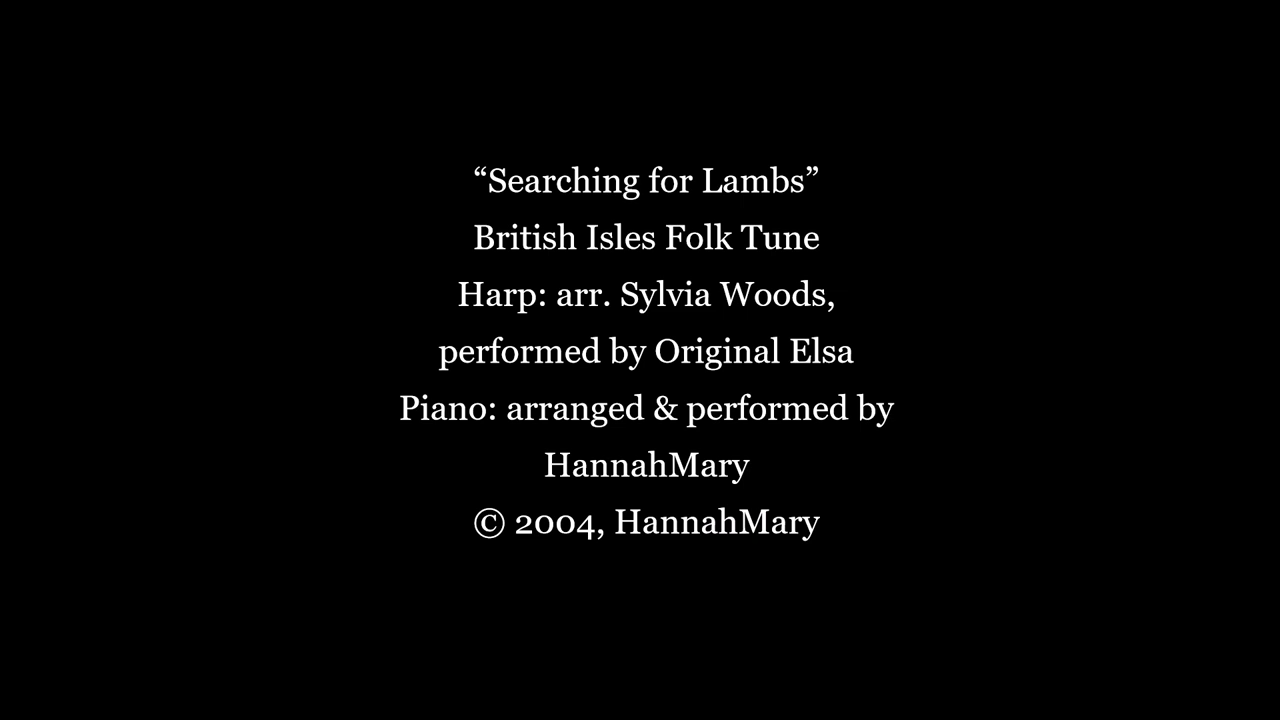 “Searching for Lambs”
British Isles Folk Tune
Harp: arr. Sylvia Woods,
performed by Original Elsa
Piano: arranged & performed by
HannahMary
© 2004, HannahMary